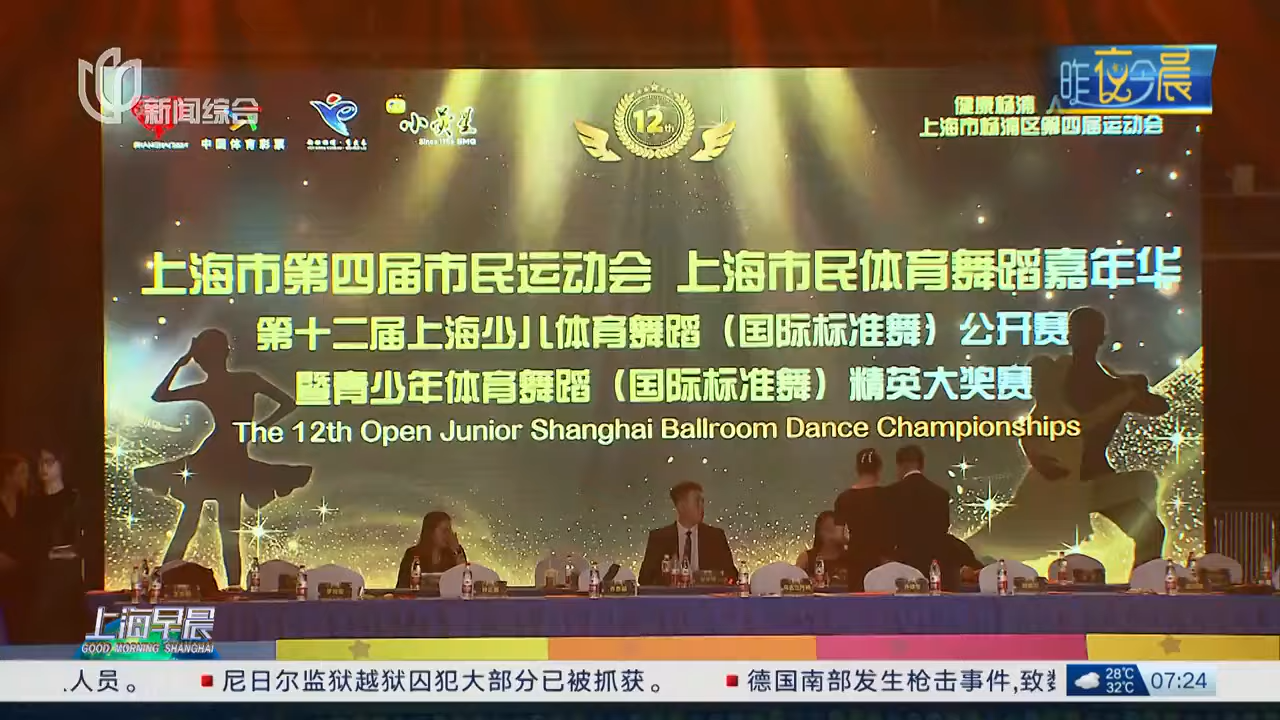 新闻综合
中国体育彩票
小荧星
12th
健康杨浦
上海市杨浦区第四届运动会
昨夜今晨
上海市第四届市民运动会 上海市民体育舞蹈嘉年华
第十二届上海少儿体育舞蹈（国际标准舞）公开赛
暨青少年体育舞蹈（国际标准舞）精英大奖赛
The 12th Open Junior Shanghai Ballroom Dance Championships
上海早晨
GOOD MORNING SHANGHAI
人员。 尼日尔监狱越狱囚犯大部分已被抓获。 德国南部发生枪击事件,致
28℃
32℃
07:24